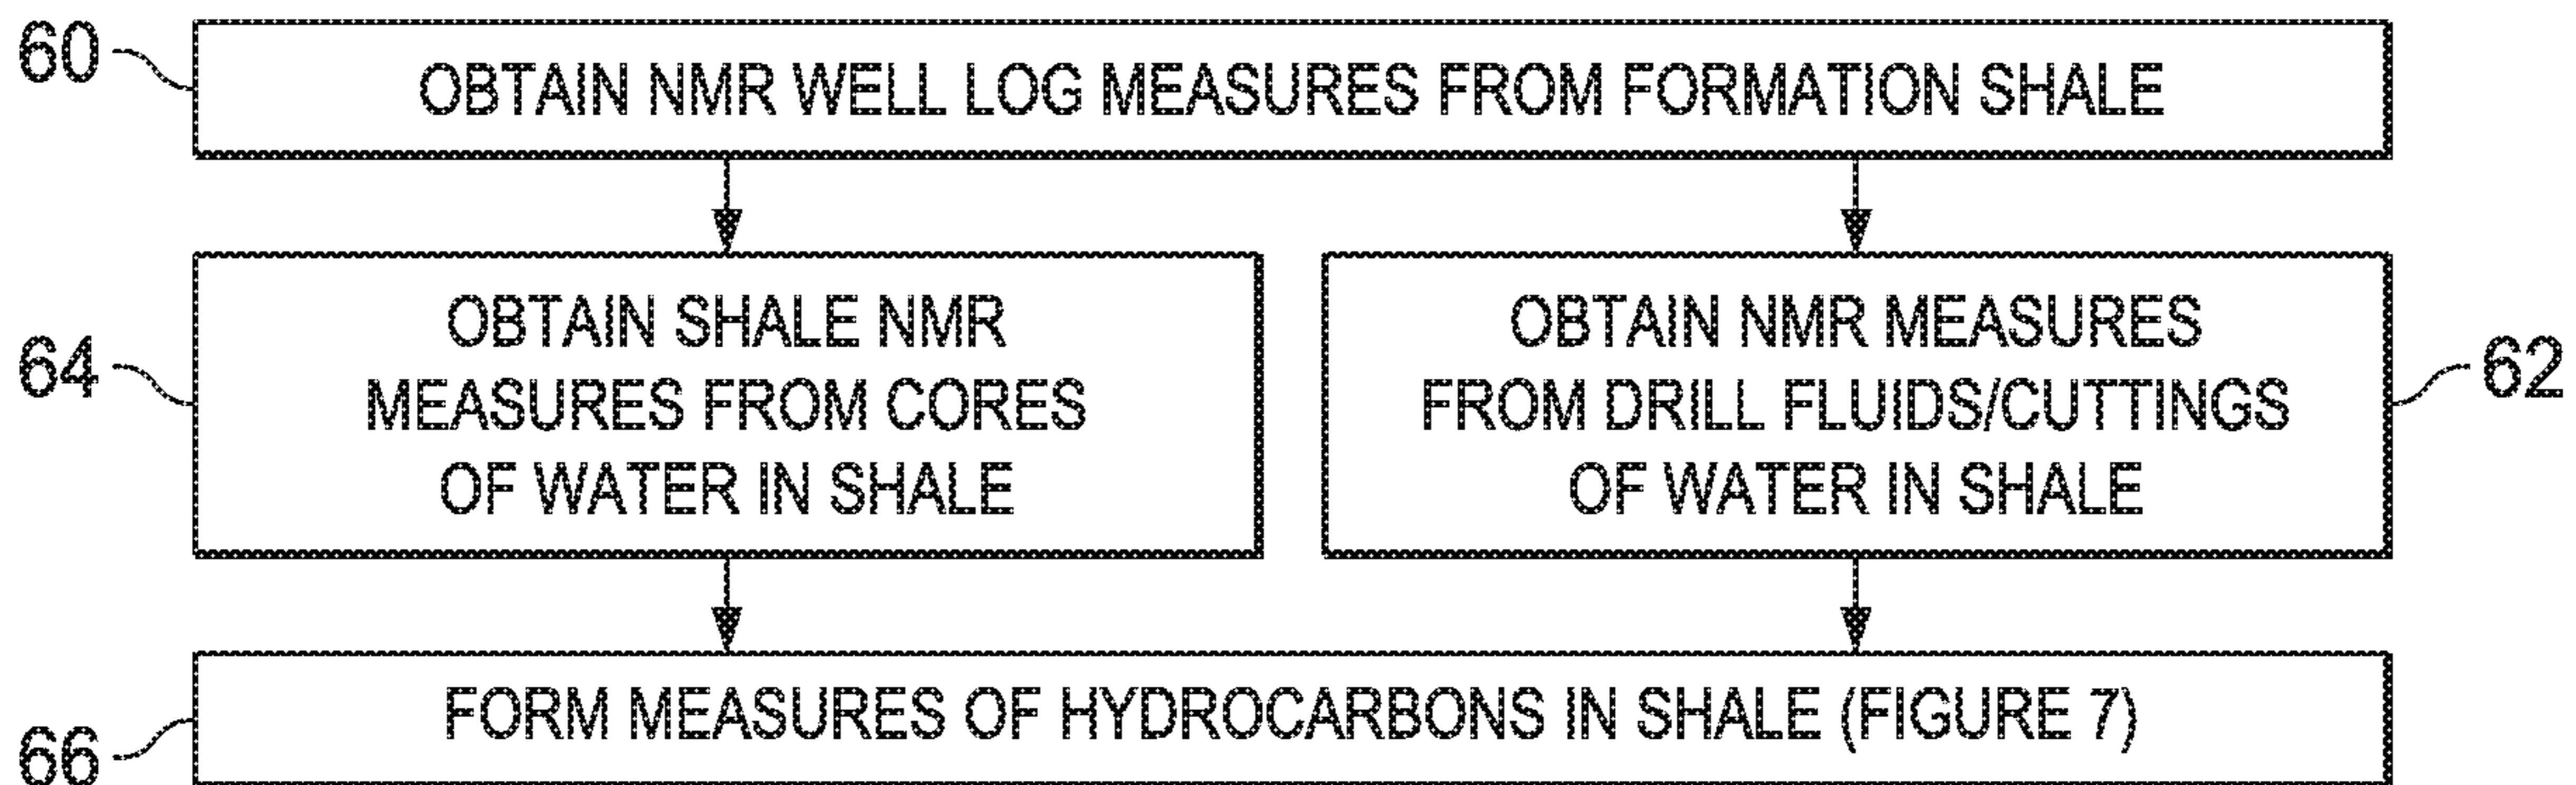 60
OBTAIN NMR WELL LOG MEASURES FROM FORMATION SHALE
64
OBTAIN SHALE NMR
MEASURES FROM CORES
OF WATER IN SHALE
OBTAIN NMR MEASURES
FROM DRILL FLUIDS/CUTTINGS
OF WATER IN SHALE
62
66
FORM MEASURES OF HYDROCARBONS IN SHALE (FIGURE 7)